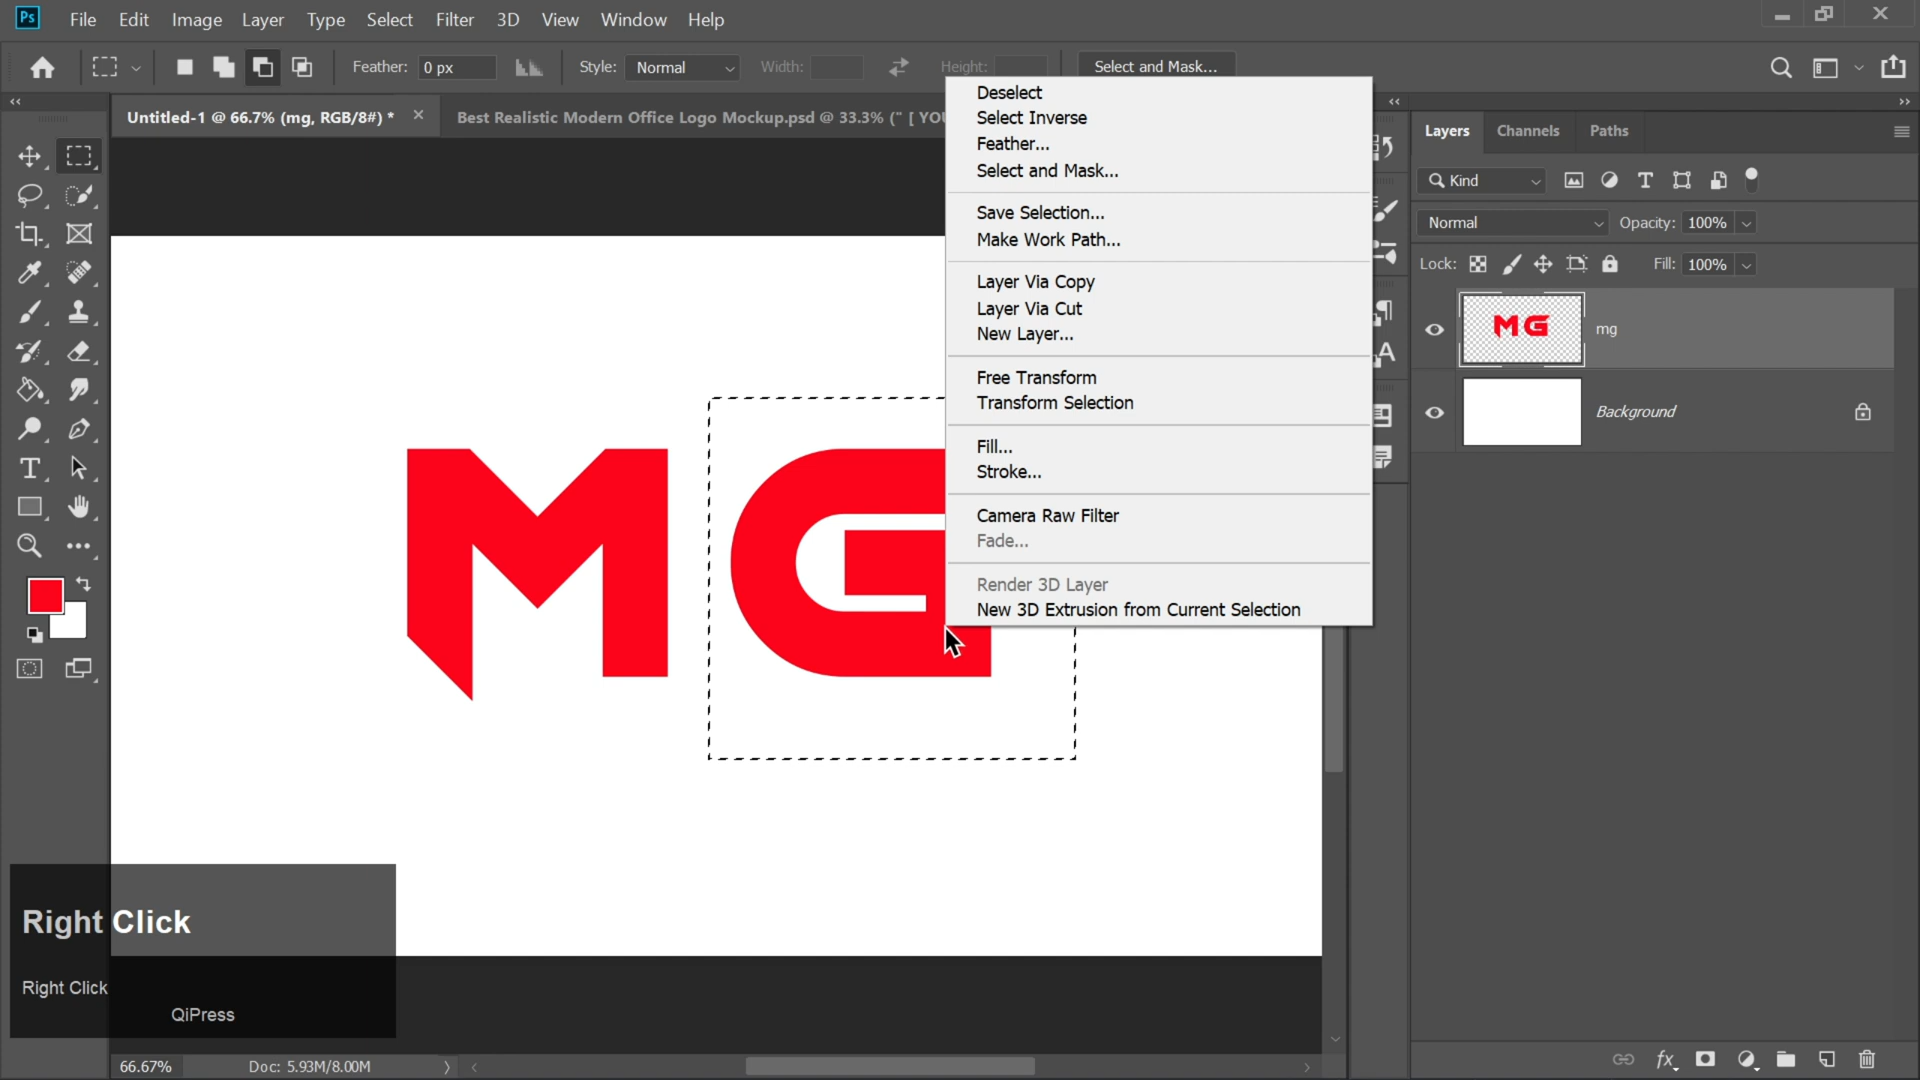 Ps File Edit Image Layer Type Select Filter 3D View Window Help
Feather: 0 px Style: Normal Width: Height: Select and Mask...
Untitled-1 @ 66.7% (mg, RGB/8#) * Best Realistic Modern Office Logo Mockup.psd @ 33.3% (" [ YOU
Deselect
Select Inverse
Feather...
Select and Mask...
Save Selection...
Make Work Path...
Layer Via Copy
Layer Via Cut
New Layer...
Free Transform
Transform Selection
Fill...
Stroke...
Camera Raw Filter
Fade...
Render 3D Layer
New 3D Extrusion from Current Selection
MG
Layers Channels Paths
Kind
Normal Opacity: 100%
Lock: Fill: 100%
MG mg
Background
Right Click
Right Click
QiPress
66.67% Doc: 5.93M/8.00M